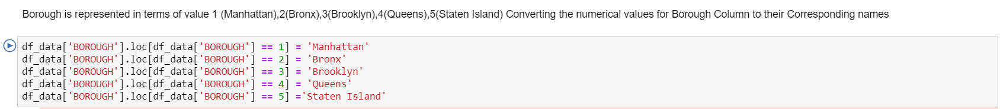 Borough is represented in terms of value 1 (Manhattan),2(Bronx),3(Brooklyn),4(Queens),5(Staten Island) Converting the numerical values for Borough Column to their Corresponding names
df_data['BOROUGH'].loc[df_data['BOROUGH'] == 1] = 'Manhattan'
df_data['BOROUGH'].loc[df_data['BOROUGH'] == 2] = 'Bronx'
df_data['BOROUGH'].loc[df_data['BOROUGH'] == 3] = 'Brooklyn'
df_data['BOROUGH'].loc[df_data['BOROUGH'] == 4] = 'Queens'
df_data['BOROUGH'].loc[df_data['BOROUGH'] == 5] ='Staten Island'